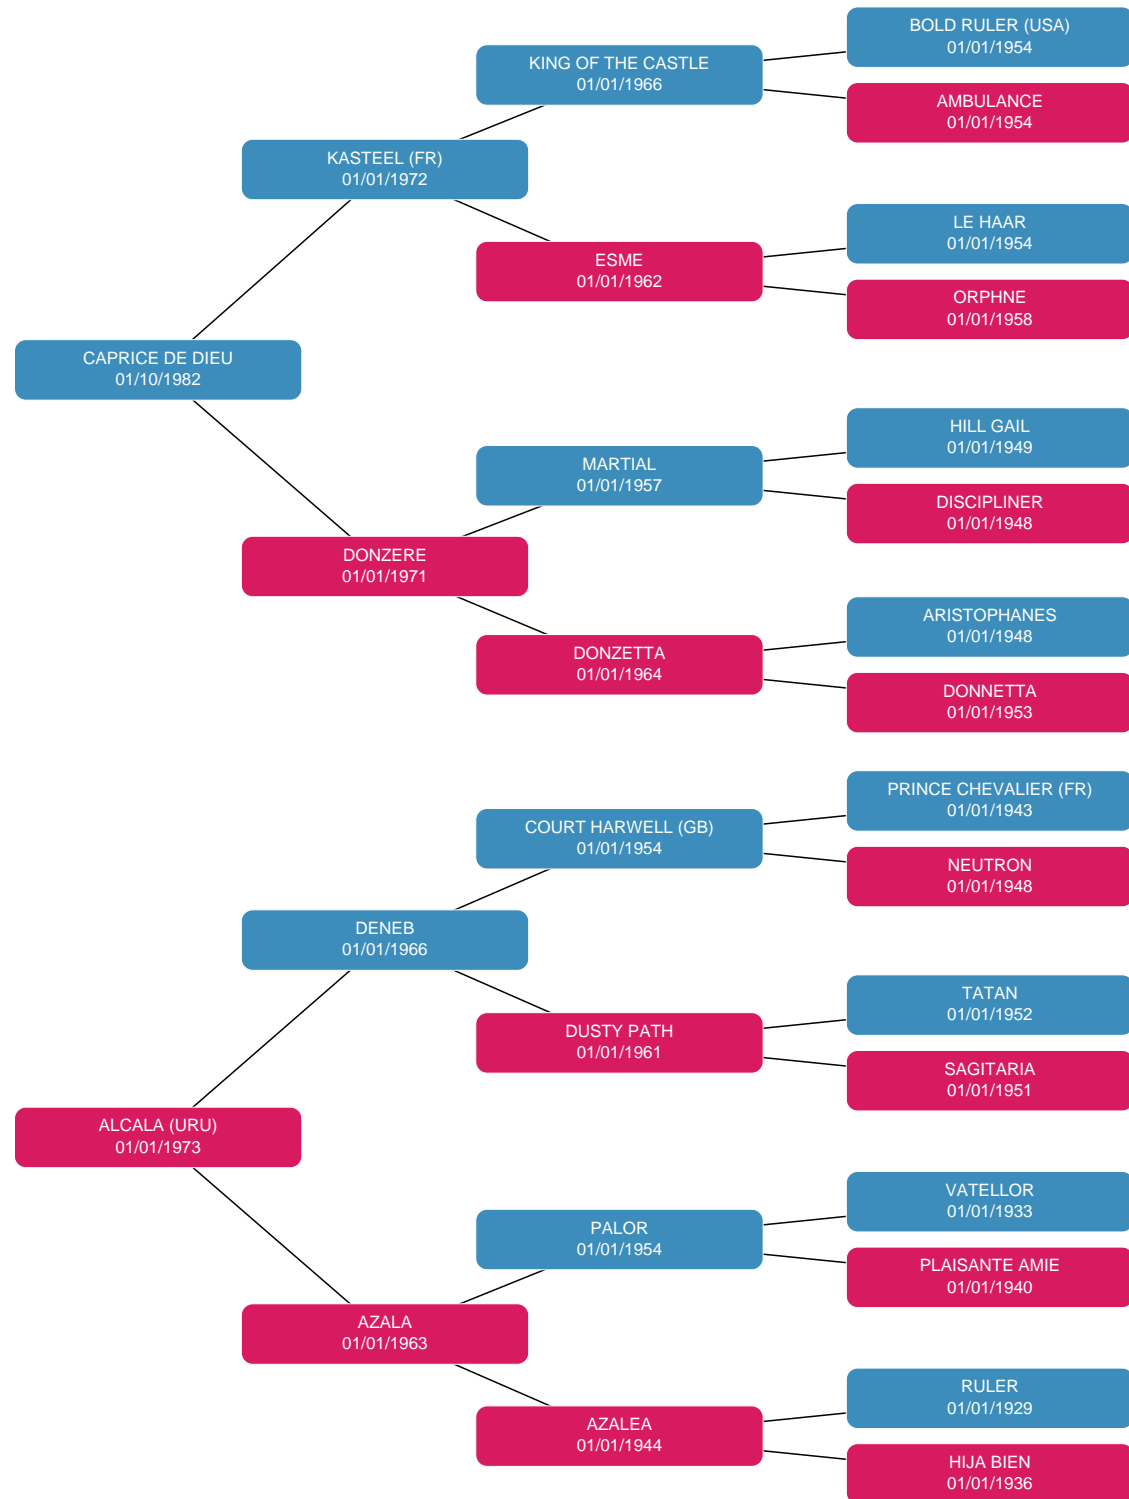 BOLD RULER (USA)
01/01/1954
KING OF THE CASTLE
01/01/1966
AMBULANCE
01/01/1954
KASTEEL (FR)
01/01/1972
LE HAAR
01/01/1954
ESME
01/01/1962
ORPHNE
01/01/1958
CAPRICE DE DIEU
01/10/1982
HILL GAIL
01/01/1949
MARTIAL
01/01/1957
DISCIPLINER
01/01/1948
DONZERE
01/01/1971
ARISTOPHANES
01/01/1948
DONZETTA
01/01/1964
DONNETTA
01/01/1953
PRINCE CHEVALIER (FR)
01/01/1943
COURT HARWELL (GB)
01/01/1954
NEUTRON
01/01/1948
DENEB
01/01/1966
TATAN
01/01/1952
DUSTY PATH
01/01/1961
SAGITARIA
01/01/1951
ALCALA (URU)
01/01/1973
VATELLOR
01/01/1933
PALOR
01/01/1954
PLAISANTE AMIE
01/01/1940
AZALA
01/01/1963
RULER
01/01/1929
AZALEA
01/01/1944
HIJA BIEN
01/01/1936